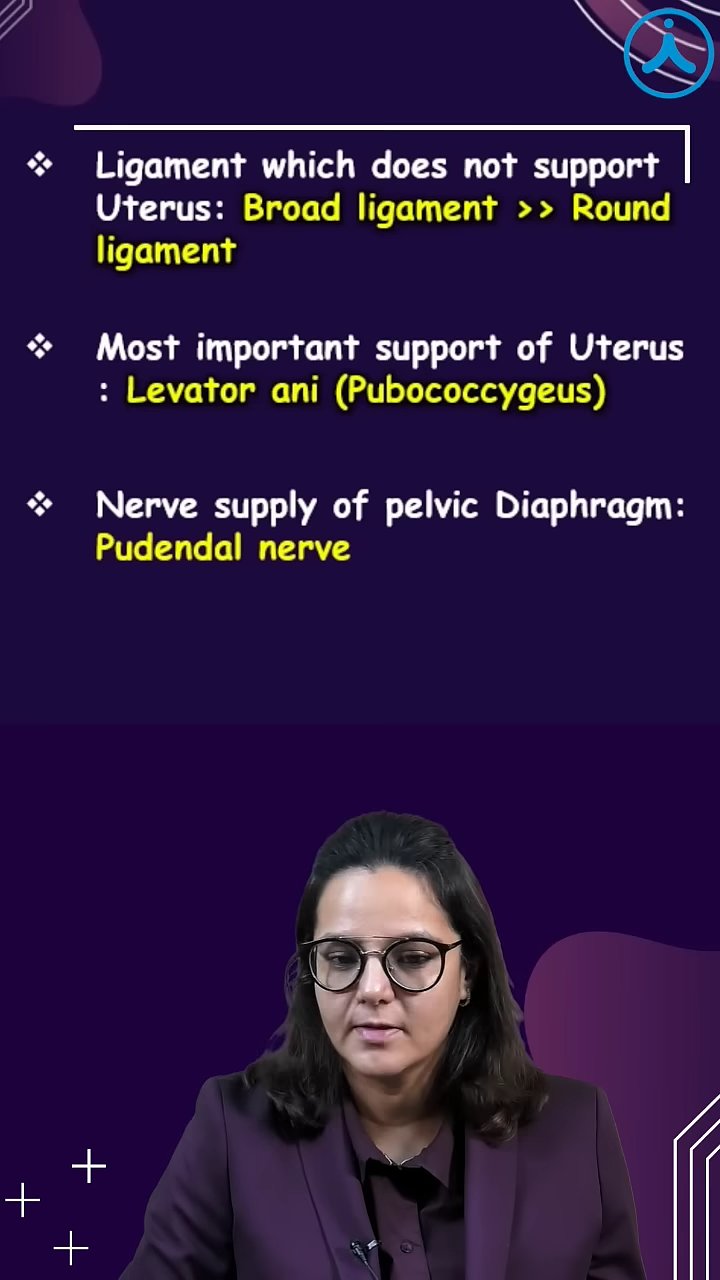 ❖ Ligament which does not support
Uterus: Broad ligament >> Round
ligament
❖ Most important support of Uterus
: Levator ani (Pubococcygeus)
❖ Nerve supply of pelvic Diaphragm:
Pudendal nerve